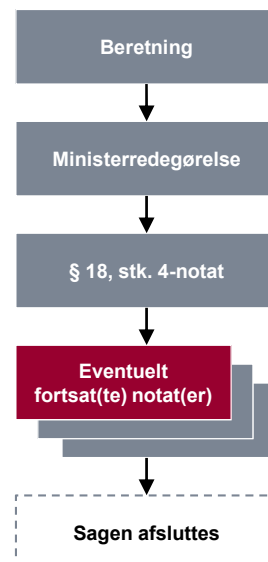 Beretning
Ministerredegørelse
§ 18, stk. 4-notat
Eventuelt
fortsat(te) notat(er)
Sagen afsluttes